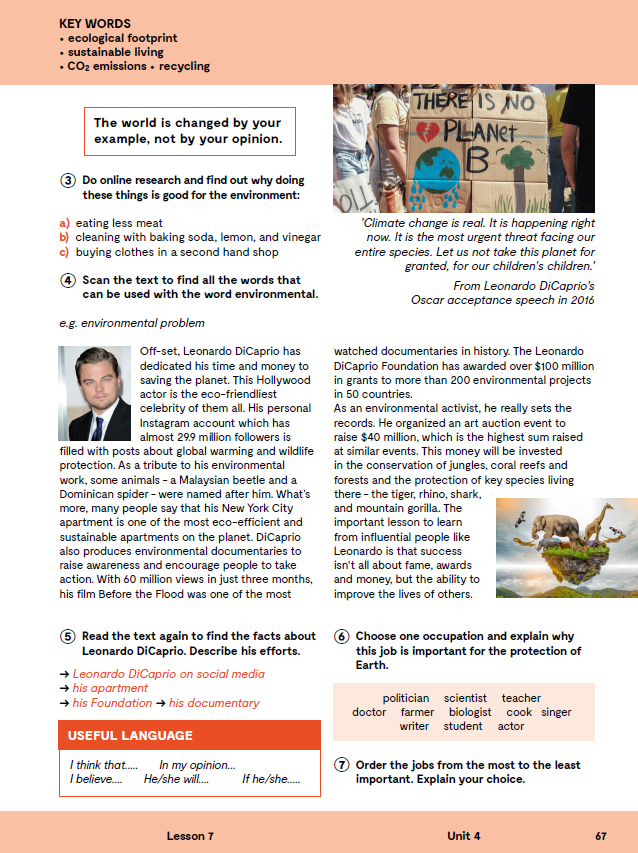 KEY WORDS
• ecological footprint
• sustainable living
• CO₂ emissions • recycling
The world is changed by your
example, not by your opinion.
3 Do online research and find out why doing
these things is good for the environment:
a) eating less meat
b) cleaning with baking soda, lemon, and vinegar
c) buying clothes in a second hand shop
4 Scan the text to find all the words that
can be used with the word environmental.
e.g. environmental problem
THERE IS NO
PLANet
B
'Climate change is real. It is happening right
now. It is the most urgent threat facing our
entire species. Let us not take this planet for
granted, for our children's children.'
From Leonardo DiCaprio's
Oscar acceptance speech in 2016
Off-set, Leonardo DiCaprio has
dedicated his time and money to
saving the planet. This Hollywood
actor is the eco-friendliest
celebrity of them all. His personal
Instagram account which has
almost 29.9 million followers is
filled with posts about global warming and wildlife
protection. As a tribute to his environmental
work, some animals - a Malaysian beetle and a
Dominican spider - were named after him. What's
more, many people say that his New York City
apartment is one of the most eco-efficient and
sustainable apartments on the planet. DiCaprio
also produces environmental documentaries to
raise awareness and encourage people to take
action. With 60 million views in just three months,
his film Before the Flood was one of the most
watched documentaries in history. The Leonardo
DiCaprio Foundation has awarded over $100 million
in grants to more than 200 environmental projects
in 50 countries.
As an environmental activist, he really sets the
records. He organized an art auction event to
raise $40 million, which is the highest sum raised
at similar events. This money will be invested
in the conservation of jungles, coral reefs and
forests and the protection of key species living
there - the tiger, rhino, shark,
and mountain gorilla. The
important lesson to learn
from influential people like
Leonardo is that success
isn't all about fame, awards
and money, but the ability to
improve the lives of others.
5 Read the text again to find the facts about
Leonardo DiCaprio. Describe his efforts.
→ Leonardo DiCaprio on social media
→ his apartment
→ his Foundation → his documentary
USEFUL LANGUAGE
I think that..... In my opinion...
I believe.... He/she will.... If he/she.....
6 Choose one occupation and explain why
this job is important for the protection of
Earth.
politician scientist teacher
doctor farmer biologist cook singer
writer student actor
7 Order the jobs from the most to the least
important. Explain your choice.
Lesson 7 Unit 4 67